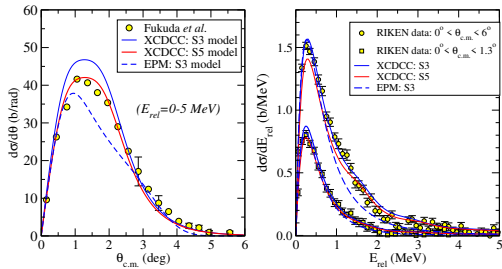 Fukuda et al.
XCDCC: S3 model
XCDCC: S5 model
EPM: S3 model
(E_rel=0-5 MeV)
dσ/dθ (b/rad)
60
50
40
30
20
10
0
0 1 2 3 4 5 6
θ_c.m. (deg)
RIKEN data: 0° < θ_c.m. < 6°
RIKEN data: 0° < θ_c.m. < 1.3°
XCDCC: S3
XCDCC: S5
EPM: S3
dσ/dE_rel (b/MeV)
1.5
1.0
0.5
0.0
0 1 2 3 4 5
E_rel (MeV)